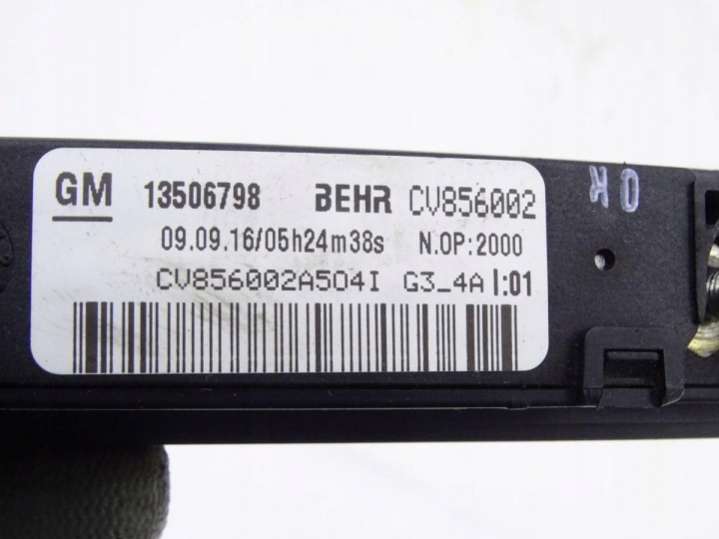 GM 13506798 BEHR CV856002
09.09.16/05h24m38s N.OP:2000
CV856002A504I G3_4A I:01
OK